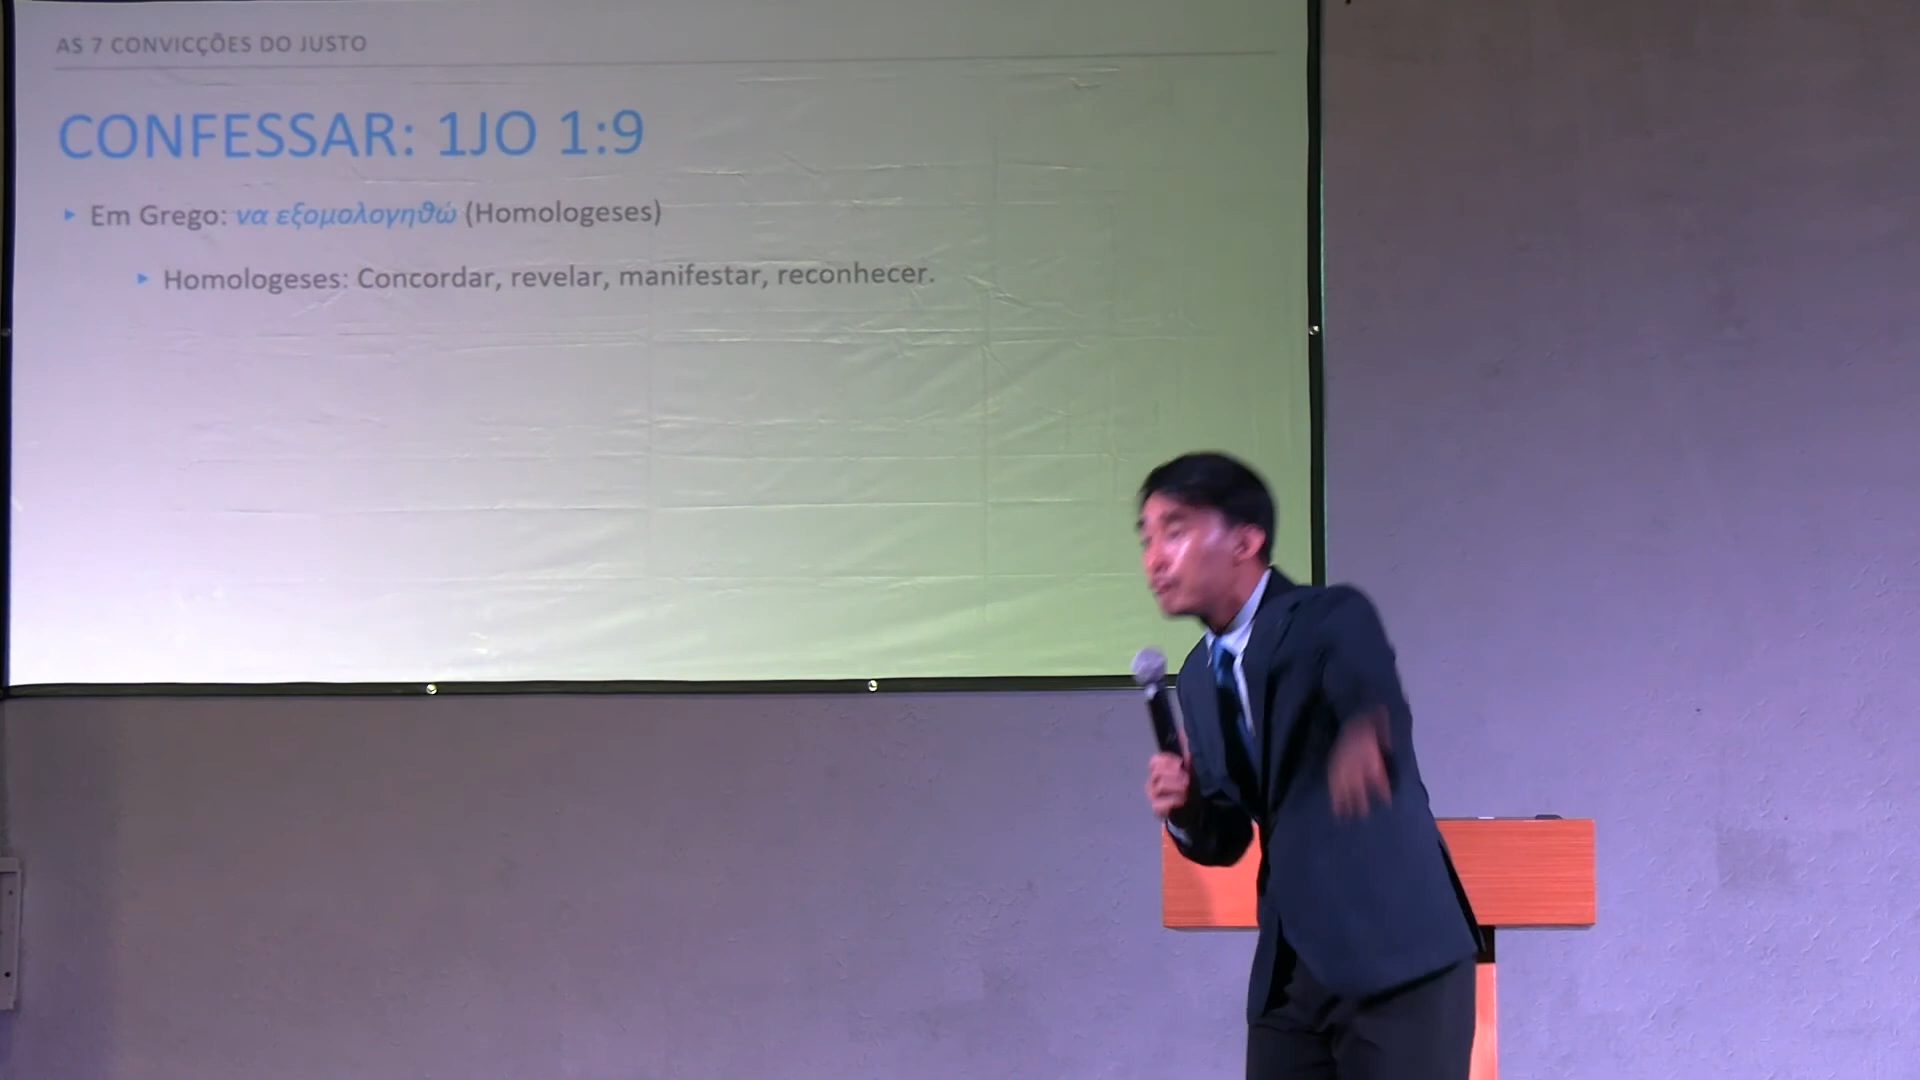 AS 7 CONVICÇÕES DO JUSTO
CONFESSAR: 1JO 1:9
Em Grego: να εξομολογηθώ (Homologeses)
Homologeses: Concordar, revelar, manifestar, reconhecer.